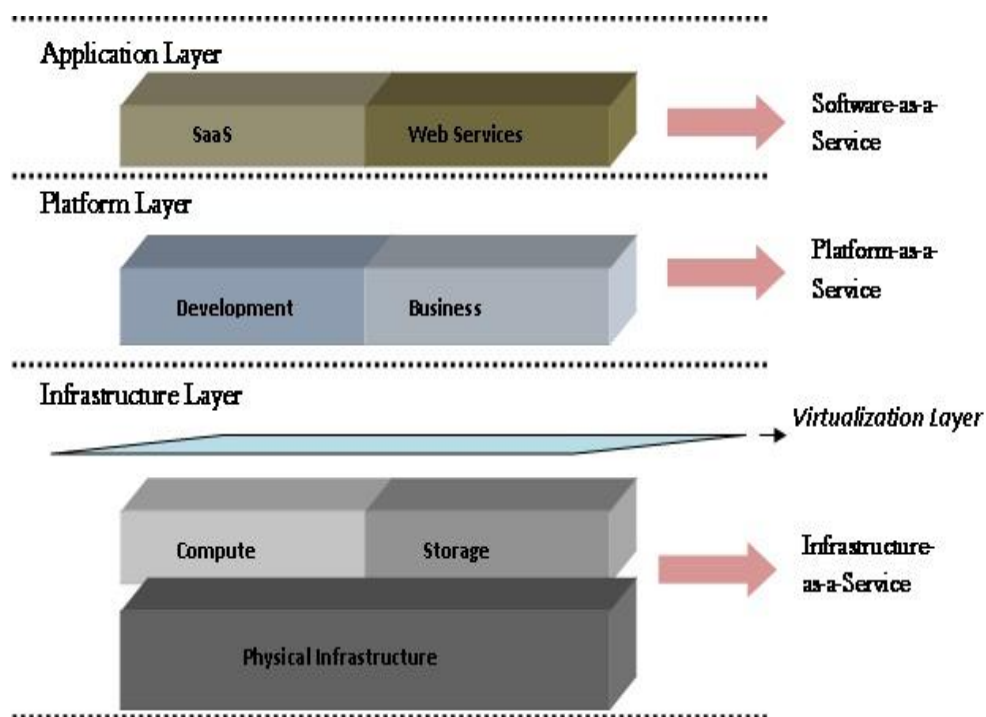 Application Layer
SaaS
Web Services
Software-as-a-
Service
Platform Layer
Development
Business
Platform-as-a-
Service
Infrastructure Layer
Virtualization Layer
Compute
Storage
Infrastructure-
as-a-Service
Physical Infrastructure